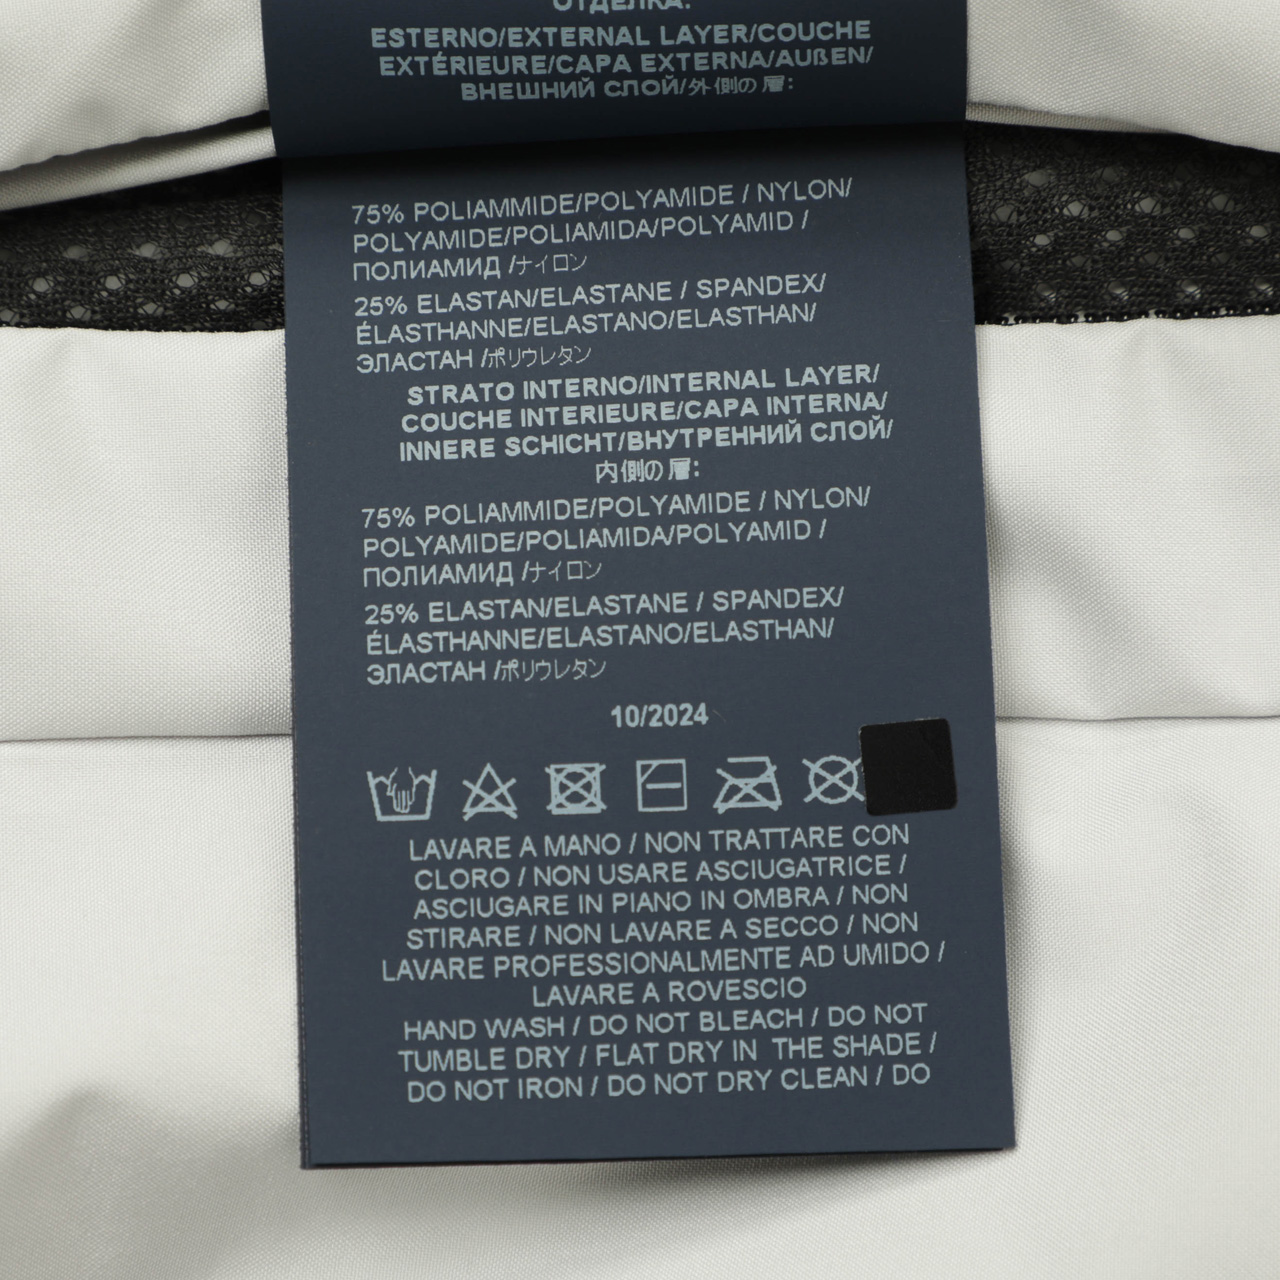 ОТДЕЛКА:
ESTERNO/EXTERNAL LAYER/COUCHE
EXTÉRIEURE/CAPA EXTERNA/AUßEN/
ВНЕШНИЙ СЛОЙ/外側の層:
75% POLIAMMIDE/POLYAMIDE / NYLON/
POLYAMIDE/POLIAMIDA/POLYAMID /
ПОЛИАМИД /ナイロン
25% ELASTAN/ELASTANE / SPANDEX/
ÉLASTHANNE/ELASTANO/ELASTHAN/
ЭЛАСТАН /ポリウレタン
STRATO INTERNO/INTERNAL LAYER/
COUCHE INTERIEURE/CAPA INTERNA/
INNERE SCHICHT/ВНУТРЕННИЙ СЛОЙ/
内側の層:
75% POLIAMMIDE/POLYAMIDE / NYLON/
POLYAMIDE/POLIAMIDA/POLYAMID /
ПОЛИАМИД /ナイロン
25% ELASTAN/ELASTANE / SPANDEX/
ÉLASTHANNE/ELASTANO/ELASTHAN/
ЭЛАСТАН /ポリウレタン
10/2024
LAVARE A MANO / NON TRATTARE CON
CLORO / NON USARE ASCIUGATRICE /
ASCIUGARE IN PIANO IN OMBRA / NON
STIRARE / NON LAVARE A SECCO / NON
LAVARE PROFESSIONALMENTE AD UMIDO /
LAVARE A ROVESCIO
HAND WASH / DO NOT BLEACH / DO NOT
TUMBLE DRY / FLAT DRY IN THE SHADE /
DO NOT IRON / DO NOT DRY CLEAN / DO